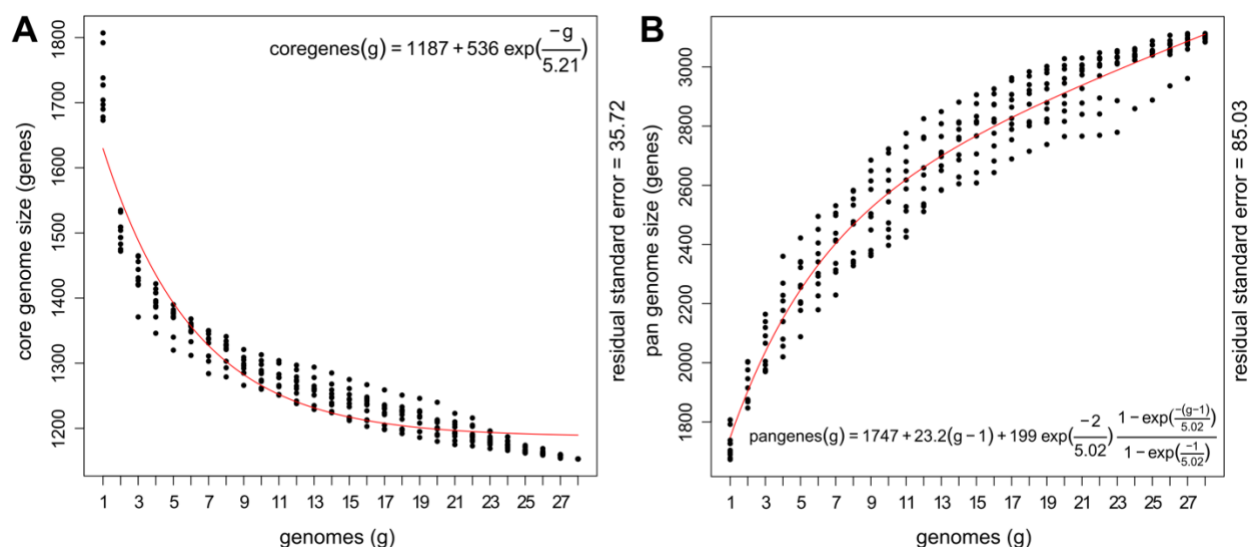 A
coregenes(g) = 1187 + 536 exp(-g/5.21)
core genome size (genes)
1800
1700
1600
1500
1400
1300
1200
1 3 5 7 9 11 13 15 17 19 21 23 25 27
genomes (g)
residual standard error = 35.72
B
pan genome size (genes)
3000
2800
2600
2400
2200
2000
1800
pangenes(g) = 1747 + 23.2(g − 1) + 199 exp(-2/5.02) (1 − exp(-(g−1)/5.02))/(1 − exp(-1/5.02))
1 3 5 7 9 11 13 15 17 19 21 23 25 27
genomes (g)
residual standard error = 85.03